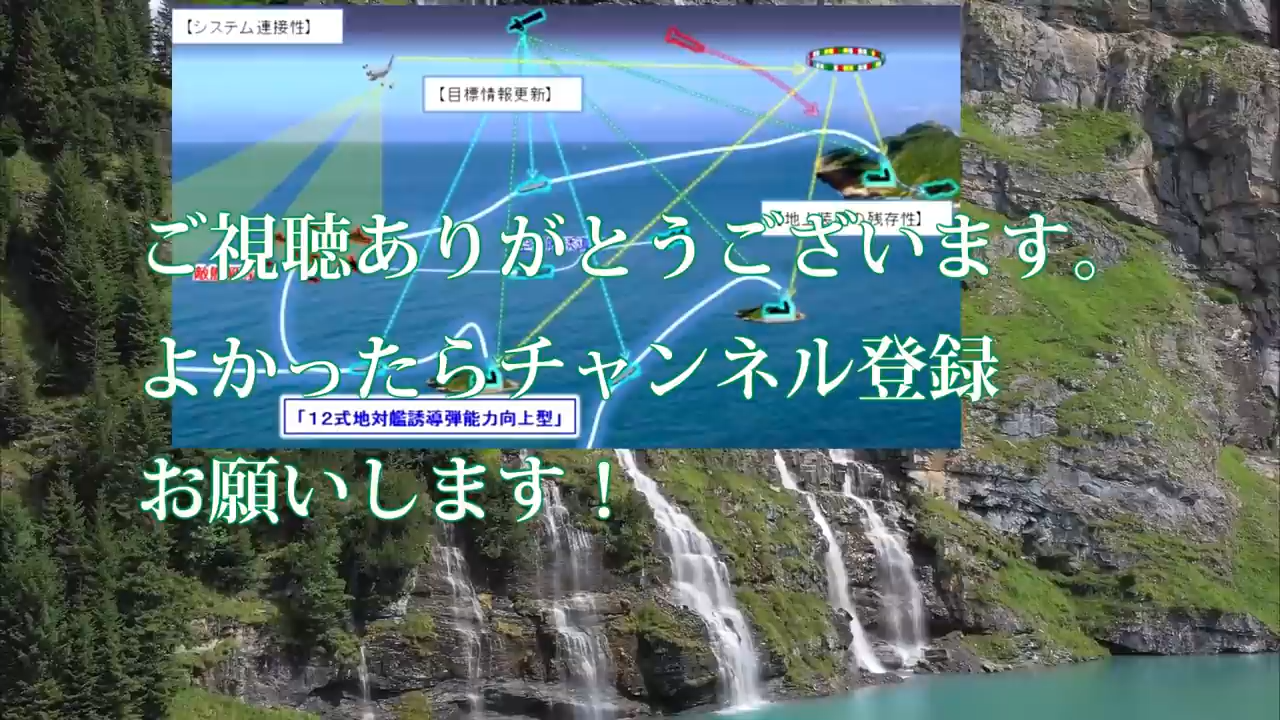 【システム連接性】
【目標情報更新】
残存性】
ご視聴ありがとうございます。
よかったらチャンネル登録
「12式地対艦誘導弾能力向上型」
お願いします！